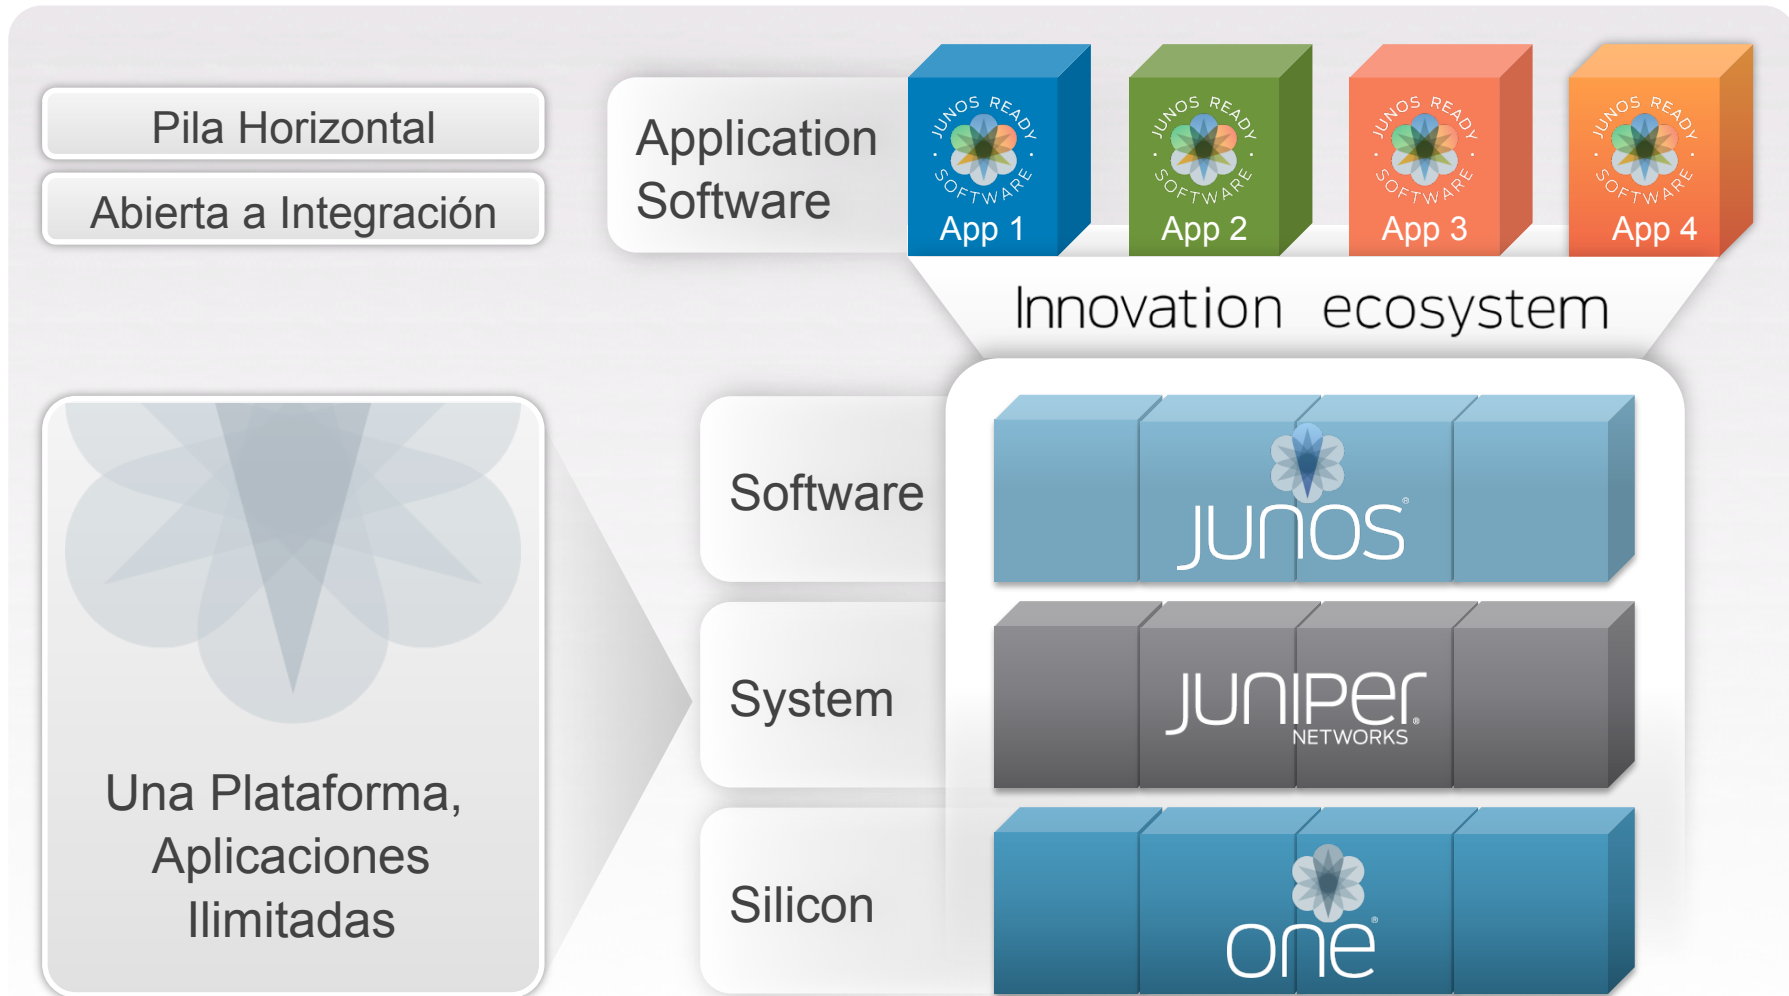 Pila Horizontal
Abierta a Integración
Application
Software
JUNOS READY
SOFTWARE
App 1
JUNOS READY
SOFTWARE
App 2
JUNOS READY
SOFTWARE
App 3
JUNOS READY
SOFTWARE
App 4
Innovation ecosystem
Una Plataforma,
Aplicaciones
Ilimitadas
Software
JUNOS®
System
JUNIPER®
NETWORKS
Silicon
one®